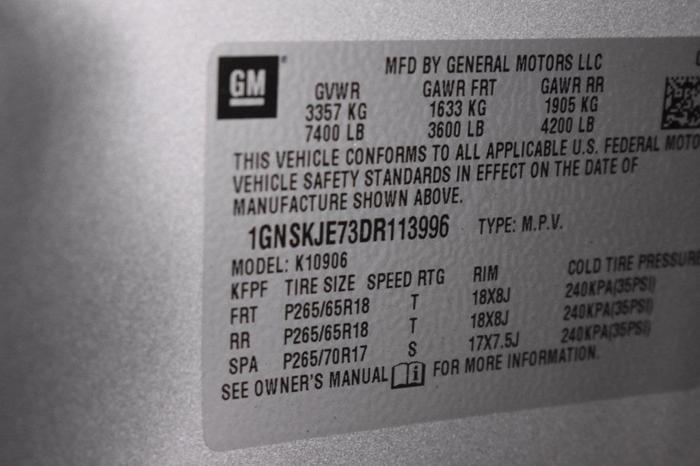 GM
MFD BY GENERAL MOTORS LLC
GVWR GAWR FRT GAWR RR
3357 KG 1633 KG 1905 KG
7400 LB 3600 LB 4200 LB
THIS VEHICLE CONFORMS TO ALL APPLICABLE U.S. FEDERAL MOTO
VEHICLE SAFETY STANDARDS IN EFFECT ON THE DATE OF
MANUFACTURE SHOWN ABOVE.
1GNSKJE73DR113996 TYPE: M.P.V.
MODEL: K10906
KFPF TIRE SIZE SPEED RTG RIM COLD TIRE PRESSURE
FRT P265/65R18 T 18X8J 240KPA(35PSI)
RR P265/65R18 T 18X8J 240KPA(35PSI)
SPA P265/70R17 S 17X7.5J 240KPA(35PSI)
SEE OWNER'S MANUAL FOR MORE INFORMATION.